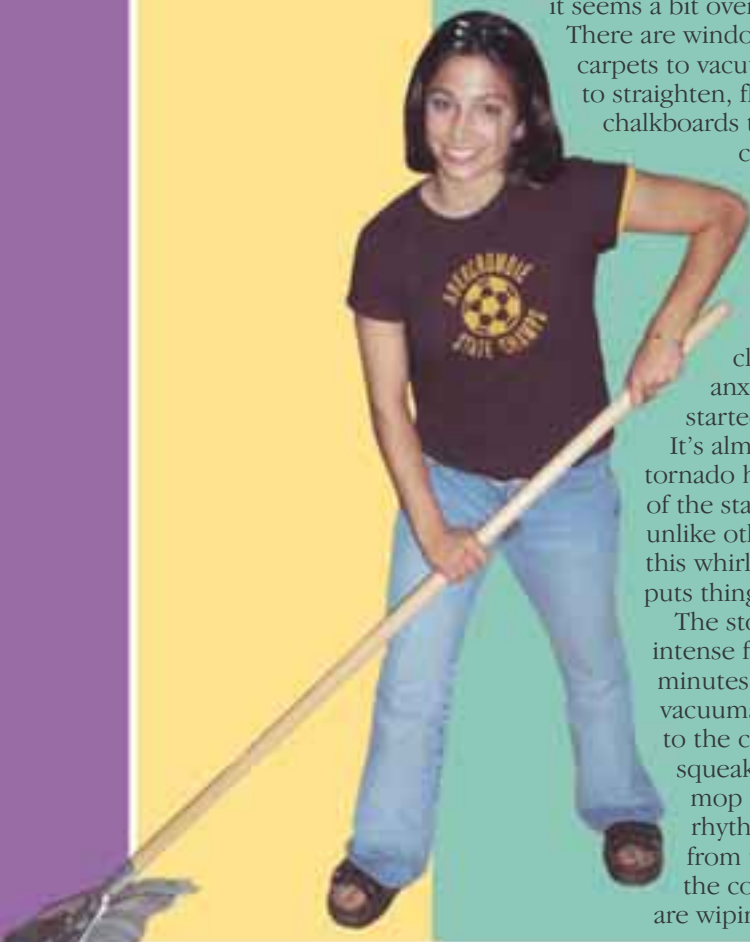 it seems a bit over
There are windo
carpets to vacu
to straighten, fl
chalkboards t
c
ABERCROMBIE
STATE CHAMPS
cl
anx
starte
It's alm
tornado h
of the sta
unlike oth
this whirl
puts thing
The sto
intense f
minutes
vacuums
to the c
squeak
mop
rhyth
from
the co
are wipin